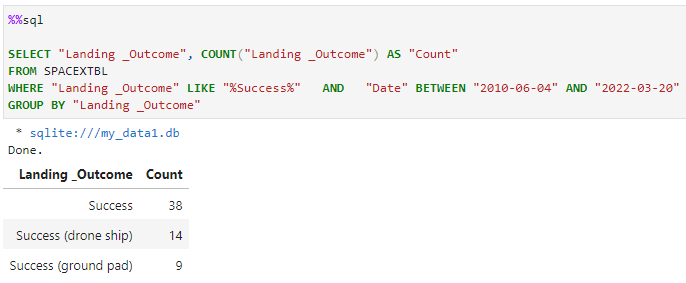 %%sql
SELECT "Landing _Outcome", COUNT("Landing _Outcome") AS "Count"
FROM SPACEXTBL
WHERE "Landing _Outcome" LIKE "%Success%"   AND   "Date" BETWEEN "2010-06-04" AND "2022-03-20"
GROUP BY "Landing _Outcome"
* sqlite:///my_data1.db
Done.
Landing _Outcome Count
Success 38
Success (drone ship) 14
Success (ground pad) 9